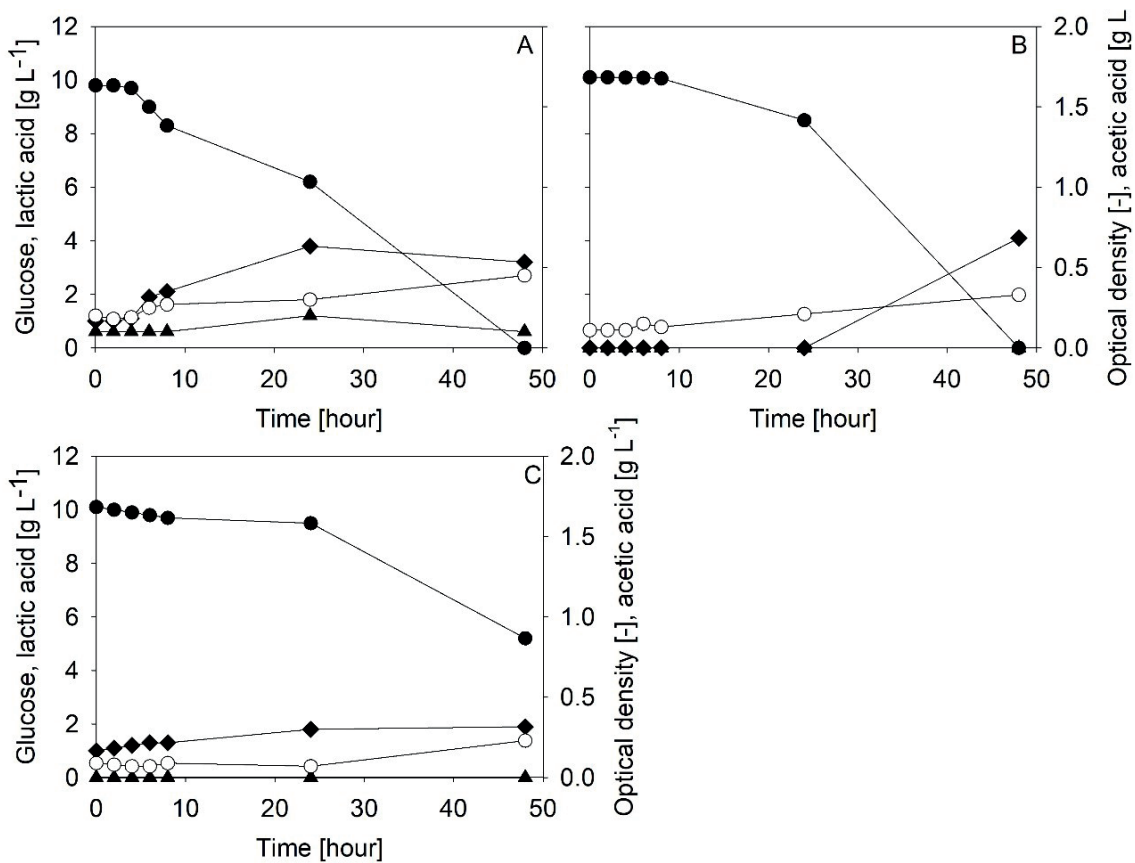 12
10
8
6
4
2
0
Glucose, lactic acid [g L⁻¹]
A
0 10 20 30 40 50
Time [hour]
B
2.0
1.5
1.0
0.5
0.0
Optical density [-], acetic acid [g L
0 10 20 30 40 50
Time [hour]
12
10
8
6
4
2
0
Glucose, lactic acid [g L⁻¹]
C
2.0
1.5
1.0
0.5
0.0
Optical density [-], acetic acid [g L⁻¹]
0 10 20 30 40 50
Time [hour]